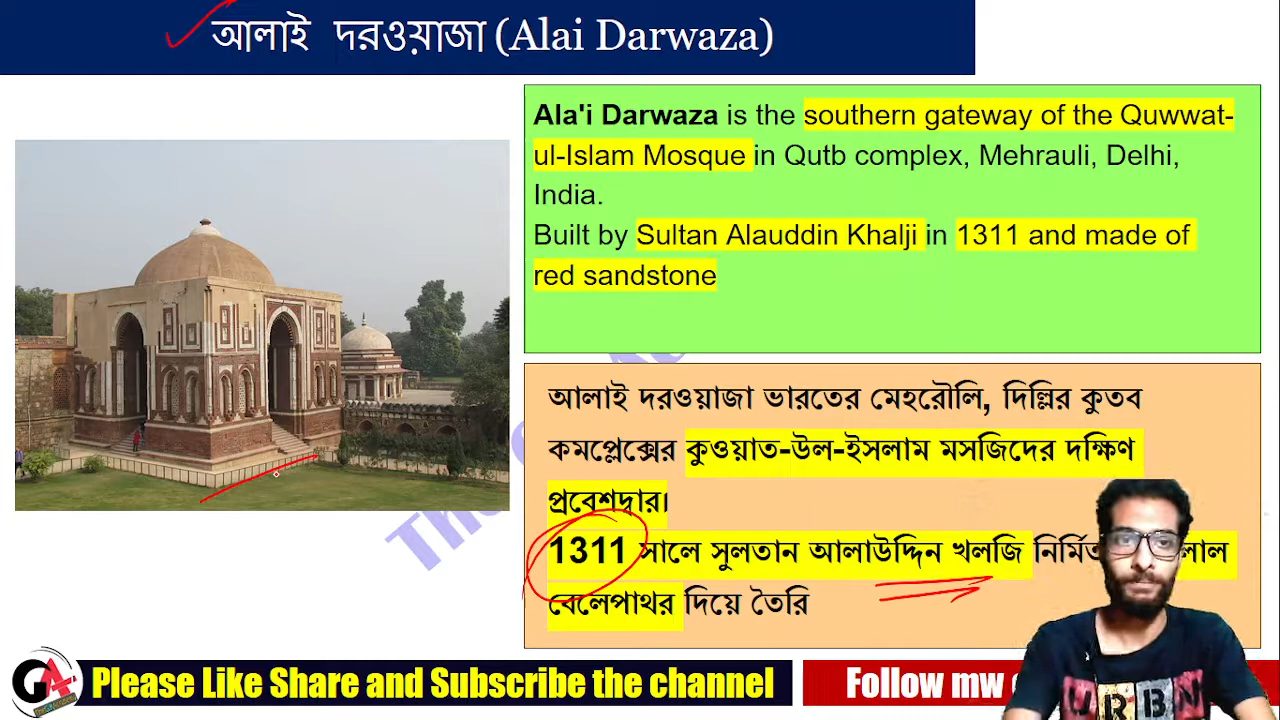 আলাই দরওয়াজা (Alai Darwaza)
Ala'i Darwaza is the southern gateway of the Quwwat-
ul-Islam Mosque in Qutb complex, Mehrauli, Delhi,
India.
Built by Sultan Alauddin Khalji in 1311 and made of
red sandstone
আলাই দরওয়াজা ভারতের মেহরৌলি, দিল্লির কুতব
কমপ্লেক্সের কুওয়াত-উল-ইসলাম মসজিদের দক্ষিণ
প্রবেশদ্বার।
1311 সালে সুলতান আলাউদ্দিন খলজি নির্মিত লাল
বেলেপাথর দিয়ে তৈরি
GA
Please Like Share and Subscribe the channel
Follow mw
URBN